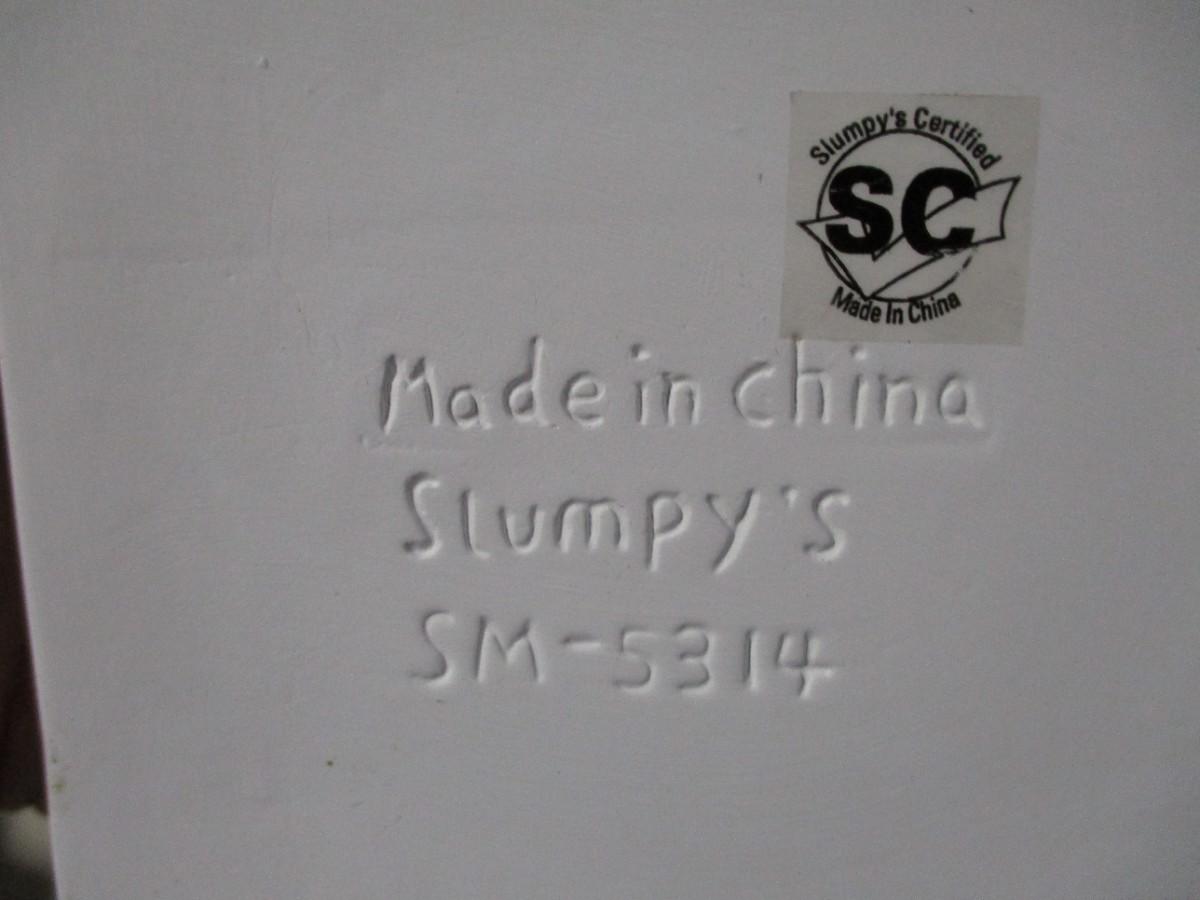 Slumpy's Certified
SC
Made In China
Made in china
Slumpy's
SM-5314